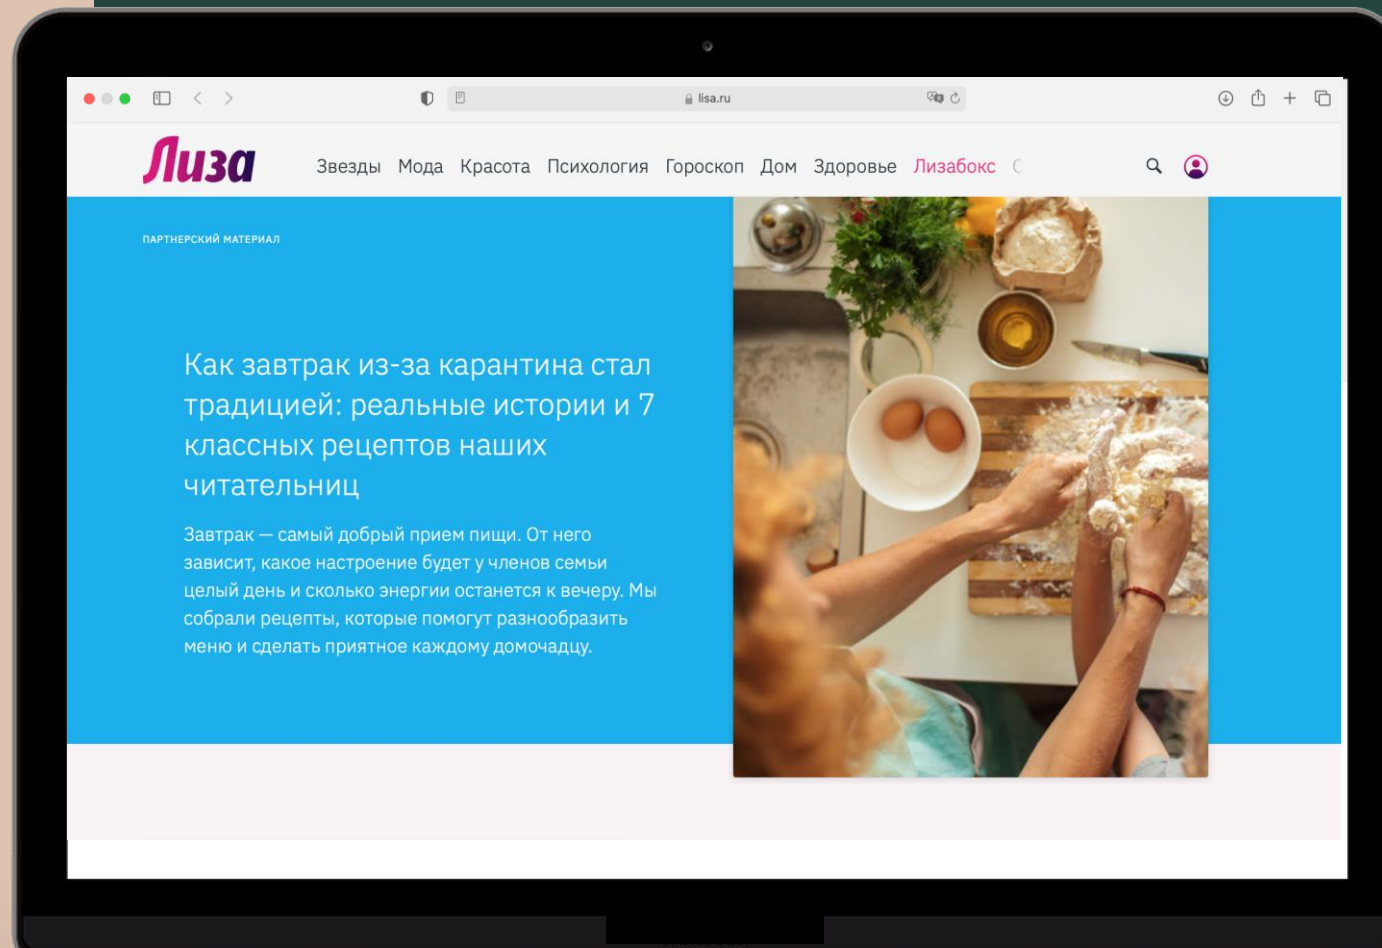 lisa.ru
Лиза
Звезды Мода Красота Психология Гороскоп Дом Здоровье Лизабокс
ПАРТНЕРСКИЙ МАТЕРИАЛ
Как завтрак из-за карантина стал
традицией: реальные истории и 7
классных рецептов наших
читательниц
Завтрак — самый добрый прием пищи. От него
зависит, какое настроение будет у членов семьи
целый день и сколько энергии останется к вечеру. Мы
собрали рецепты, которые помогут разнообразить
меню и сделать приятное каждому домочадцу.